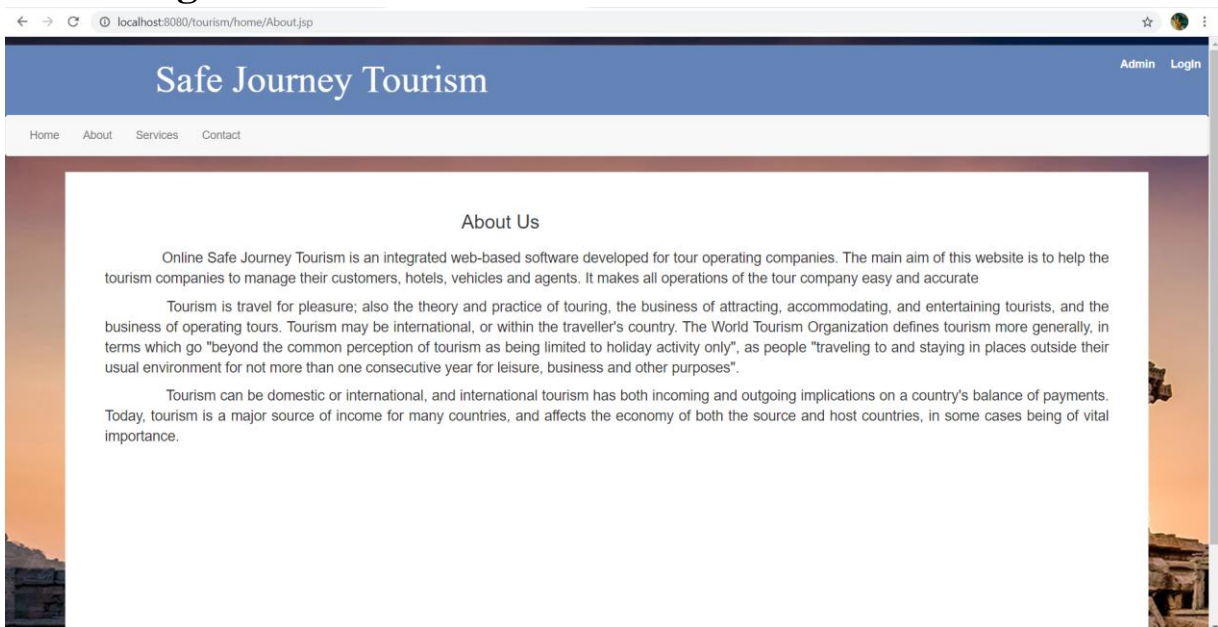 localhost:8080/tourism/home/About.jsp
Safe Journey Tourism
Admin LogIn
Home About Services Contact
About Us
Online Safe Journey Tourism is an integrated web-based software developed for tour operating companies. The main aim of this website is to help the
tourism companies to manage their customers, hotels, vehicles and agents. It makes all operations of the tour company easy and accurate
Tourism is travel for pleasure; also the theory and practice of touring, the business of attracting, accommodating, and entertaining tourists, and the
business of operating tours. Tourism may be international, or within the traveller's country. The World Tourism Organization defines tourism more generally, in
terms which go "beyond the common perception of tourism as being limited to holiday activity only", as people "traveling to and staying in places outside their
usual environment for not more than one consecutive year for leisure, business and other purposes".
Tourism can be domestic or international, and international tourism has both incoming and outgoing implications on a country's balance of payments.
Today, tourism is a major source of income for many countries, and affects the economy of both the source and host countries, in some cases being of vital
importance.